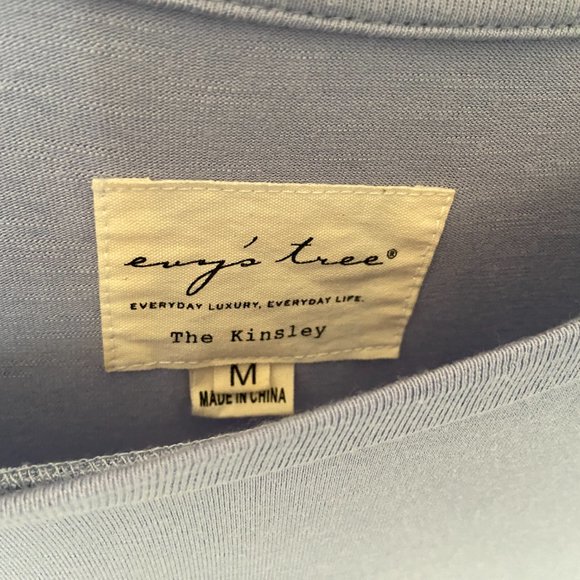 evy's tree®
EVERYDAY LUXURY, EVERYDAY LIFE.
The Kinsley
M
MADE IN CHINA